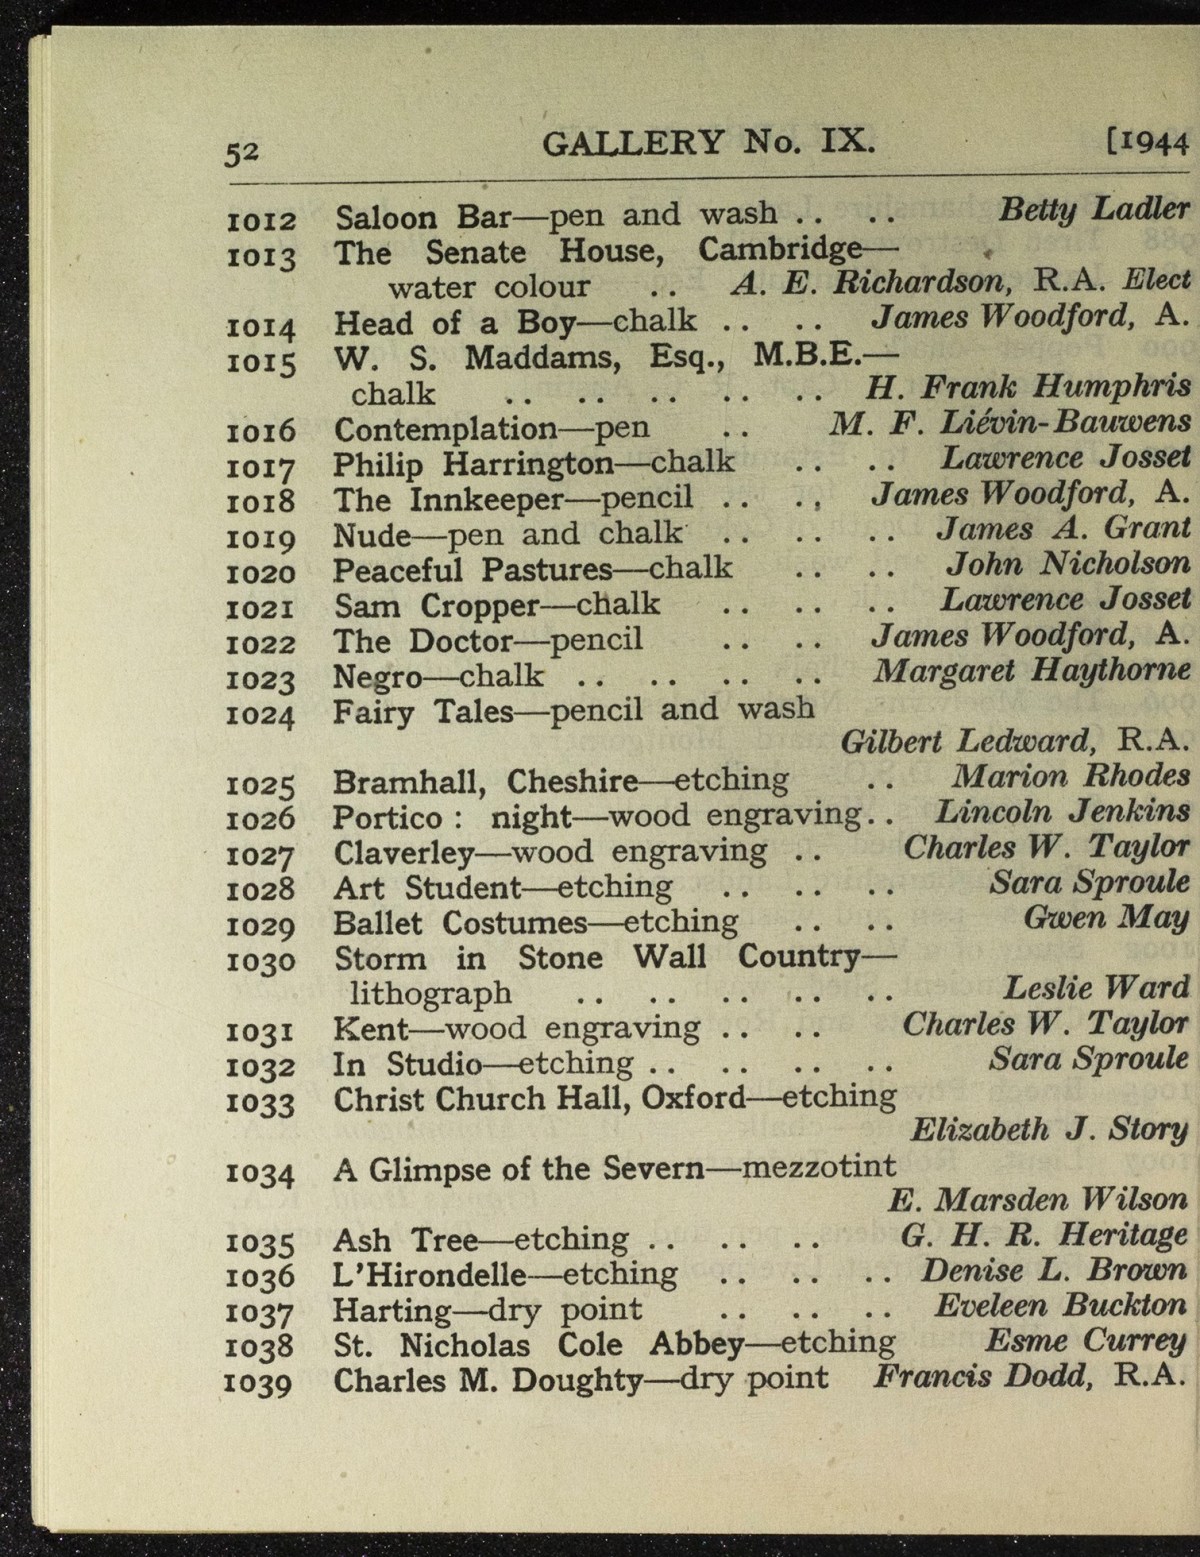 52 GALLERY No. IX. [1944
1012 Saloon Bar—pen and wash .. .. Betty Ladler
1013 The Senate House, Cambridge—
water colour .. A. E. Richardson, R.A. Elect
1014 Head of a Boy—chalk .. .. James Woodford, A.
1015 W. S. Maddams, Esq., M.B.E.—
chalk .. .. .. .. .. H. Frank Humphris
1016 Contemplation—pen .. M. F. Liévin-Bauwens
1017 Philip Harrington—chalk .. .. Lawrence Josset
1018 The Innkeeper—pencil .. .. James Woodford, A.
1019 Nude—pen and chalk .. .. .. James A. Grant
1020 Peaceful Pastures—chalk .. .. John Nicholson
1021 Sam Cropper—chalk .. .. .. Lawrence Josset
1022 The Doctor—pencil .. .. James Woodford, A.
1023 Negro—chalk .. .. .. .. Margaret Haythorne
1024 Fairy Tales—pencil and wash
Gilbert Ledward, R.A.
1025 Bramhall, Cheshire—etching .. Marion Rhodes
1026 Portico : night—wood engraving.. Lincoln Jenkins
1027 Claverley—wood engraving .. Charles W. Taylor
1028 Art Student—etching .. .. .. Sara Sproule
1029 Ballet Costumes—etching .. .. Gwen May
1030 Storm in Stone Wall Country—
lithograph .. .. .. .. .. Leslie Ward
1031 Kent—wood engraving .. .. Charles W. Taylor
1032 In Studio—etching .. .. .. .. Sara Sproule
1033 Christ Church Hall, Oxford—etching
Elizabeth J. Story
1034 A Glimpse of the Severn—mezzotint
E. Marsden Wilson
1035 Ash Tree—etching .. .. .. G. H. R. Heritage
1036 L'Hirondelle—etching .. .. .. Denise L. Brown
1037 Harting—dry point .. .. .. Eveleen Buckton
1038 St. Nicholas Cole Abbey—etching Esme Currey
1039 Charles M. Doughty—dry point Francis Dodd, R.A.